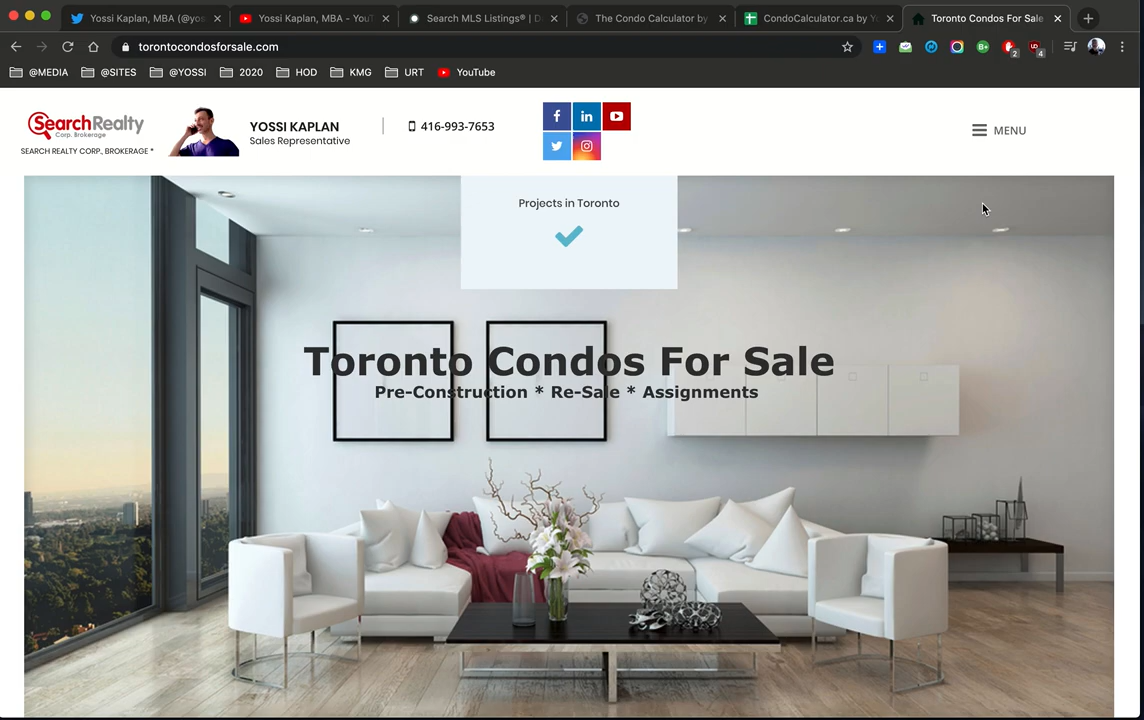 Yossi Kaplan, MBA (@yos
Yossi Kaplan, MBA - YouT
Search MLS Listings® | D
The Condo Calculator by
CondoCalculator.ca by Y
Toronto Condos For Sale
torontocondosforsale.com
2
4
@MEDIA
@SITES
@YOSSI
2020
HOD
KMG
URT
YouTube
SearchRealty
Corp. Brokerage
SEARCH REALTY CORP., BROKERAGE *
YOSSI KAPLAN
Sales Representative
416-993-7653
MENU
Projects in Toronto
Toronto Condos For Sale
Pre-Construction * Re-Sale * Assignments